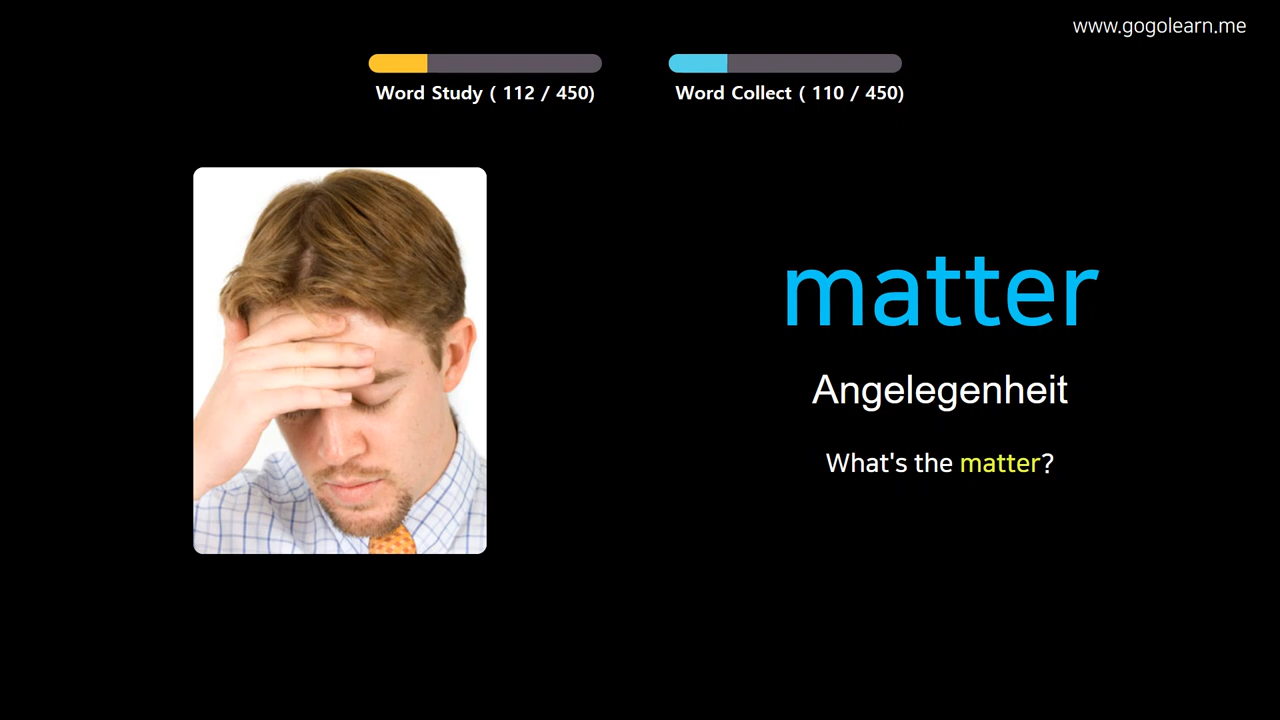 www.gogolearn.me
Word Study ( 112 / 450)
Word Collect ( 110 / 450)
matter
Angelegenheit
What's the matter?